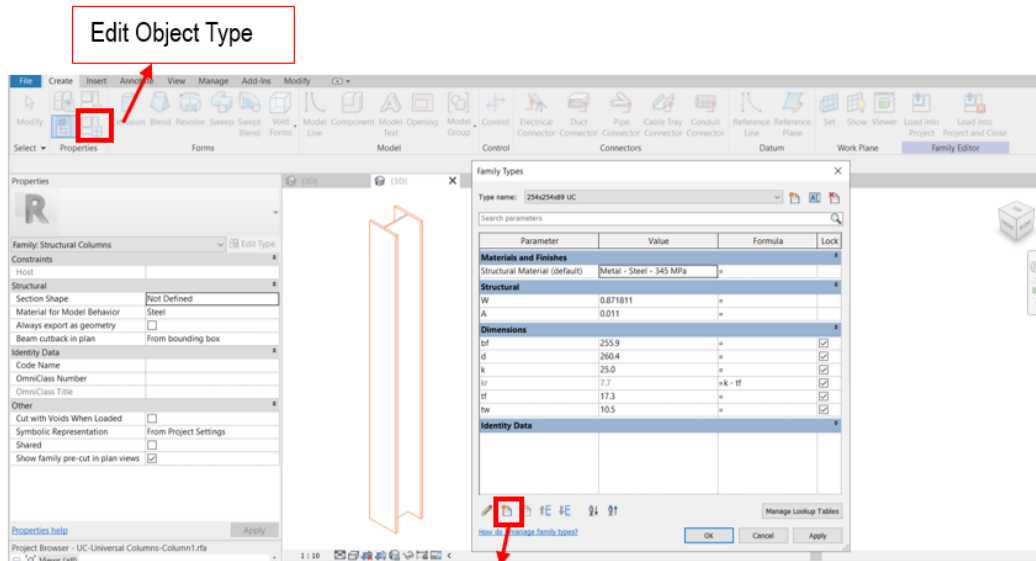 Edit Object Type
File Create Insert Annotate View Manage Add-Ins Modify
Modify Extrusion Blend Revolve Sweep Swept Blend Void Forms Model Line Component Model Text Opening Model Group Control Electrical Connector Duct Connector Pipe Connector Cable Tray Connector Conduit Connector Reference Line Reference Plane Set Show Viewer Load into Project Load into Project and Close
Select Properties Forms Model Control Connectors Datum Work Plane Family Editor
Properties
(3D) (3D) X
R
Family: Structural Columns Edit Type
Constraints
Host
Structural
Section Shape Not Defined
Material for Model Behavior Steel
Always export as geometry
Beam cutback in plan From bounding box
Identity Data
Code Name
OmniClass Number
OmniClass Title
Other
Cut with Voids When Loaded
Symbolic Representation From Project Settings
Shared
Show family pre-cut in plan views
Properties help Apply
Project Browser - UC-Universal Columns-Column1.rfa
Views (all)
1 : 10
Family Types
Type name: 254x254x89 UC
Search parameters
Parameter Value Formula Lock
Materials and Finishes
Structural Material (default) Metal - Steel - 345 MPa =
Structural
W 0.871811 =
A 0.011 =
Dimensions
bf 255.9 =
d 260.4 =
k 25.0 =
kr 7.7 =k - tf
tf 17.3 =
tw 10.5 =
Identity Data
Manage Lookup Tables
How do I manage family types?
OK Cancel Apply